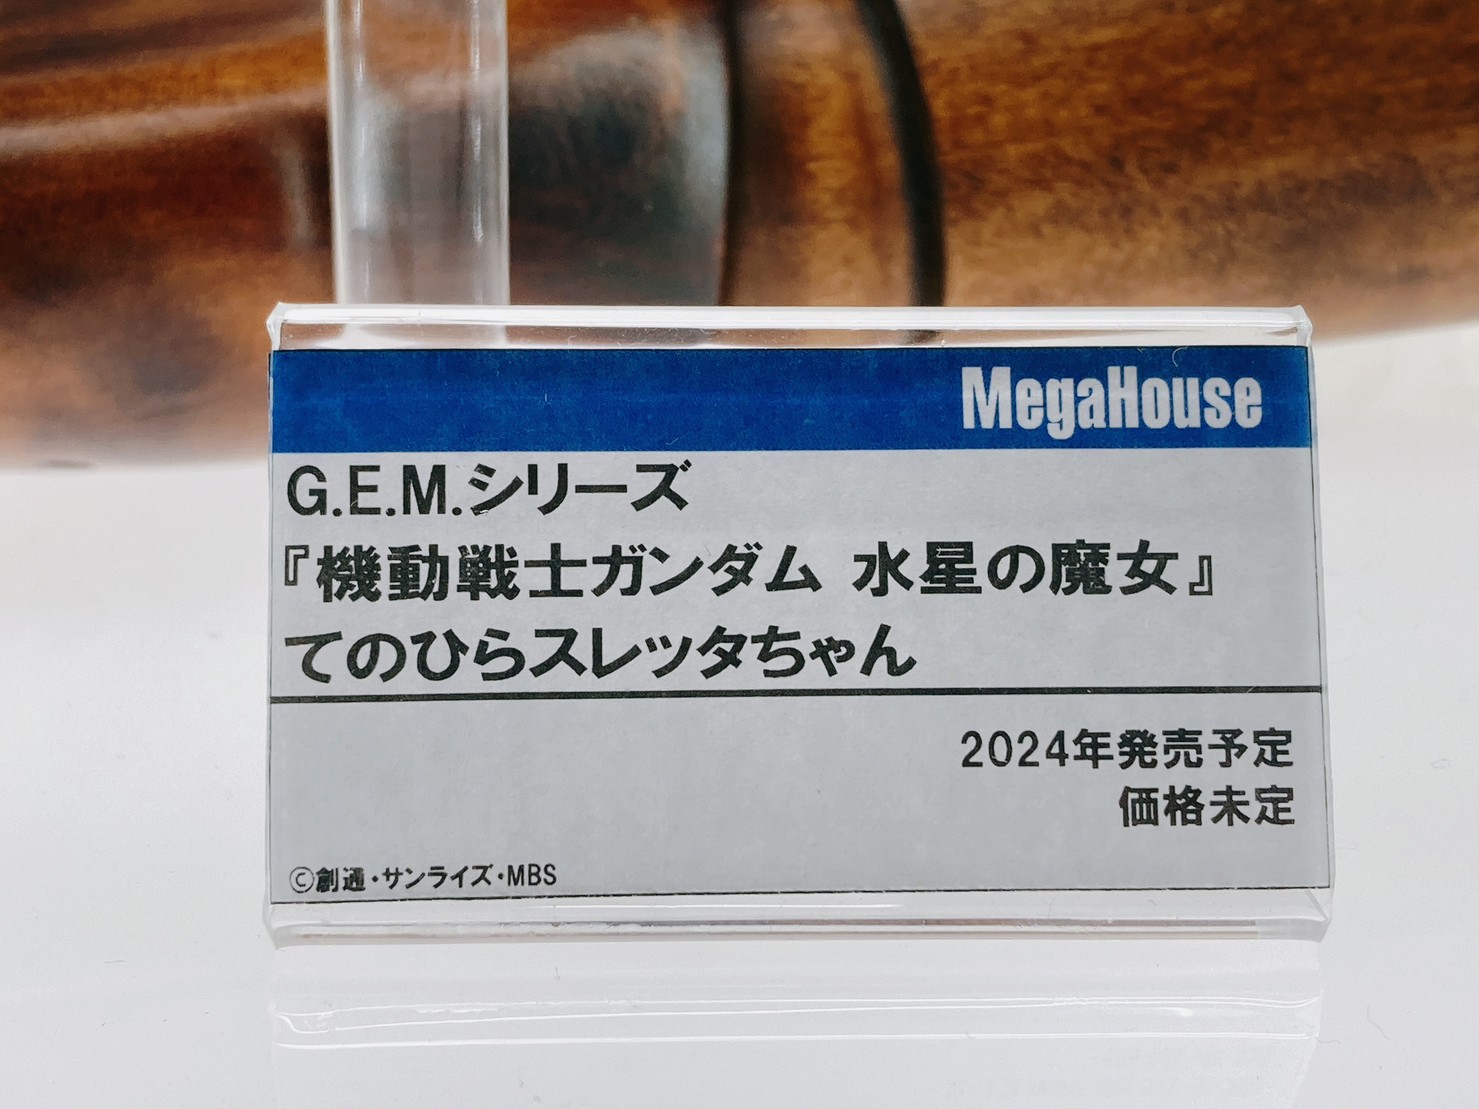 MegaHouse
G.E.M.シリーズ
『機動戦士ガンダム 水星の魔女』
てのひらスレッタちゃん
2024年発売予定
価格未定
©創通・サンライズ・MBS